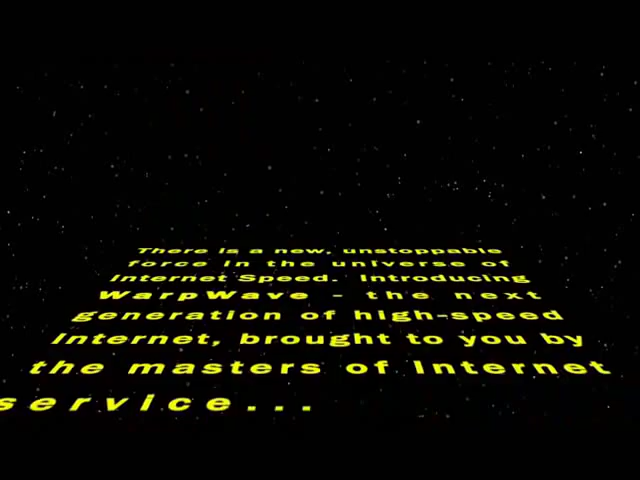 There is a new, unstoppable
force in the universe of
Internet Speed. Introducing
WarpWave - the next
generation of high-speed
Internet, brought to you by
the masters of Internet
service...